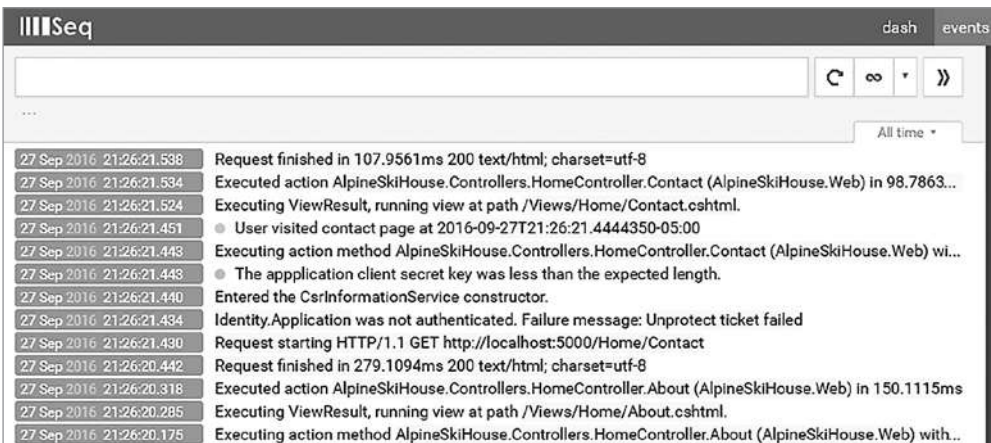 Seq
dash events
...
All time
27 Sep 2016 21:26:21.538 Request finished in 107.9561ms 200 text/html; charset=utf-8
27 Sep 2016 21:26:21.534 Executed action AlpineSkiHouse.Controllers.HomeController.Contact (AlpineSkiHouse.Web) in 98.7863...
27 Sep 2016 21:26:21.524 Executing ViewResult, running view at path /Views/Home/Contact.cshtml.
27 Sep 2016 21:26:21.451 User visited contact page at 2016-09-27T21:26:21.4444350-05:00
27 Sep 2016 21:26:21.443 Executing action method AlpineSkiHouse.Controllers.HomeController.Contact (AlpineSkiHouse.Web) wi...
27 Sep 2016 21:26:21.443 The appplication client secret key was less than the expected length.
27 Sep 2016 21:26:21.440 Entered the CsrInformationService constructor.
27 Sep 2016 21:26:21.434 Identity.Application was not authenticated. Failure message: Unprotect ticket failed
27 Sep 2016 21:26:21.430 Request starting HTTP/1.1 GET http://localhost:5000/Home/Contact
27 Sep 2016 21:26:20.442 Request finished in 279.1094ms 200 text/html; charset=utf-8
27 Sep 2016 21:26:20.318 Executed action AlpineSkiHouse.Controllers.HomeController.About (AlpineSkiHouse.Web) in 150.1115ms
27 Sep 2016 21:26:20.285 Executing ViewResult, running view at path /Views/Home/About.cshtml.
27 Sep 2016 21:26:20.175 Executing action method AlpineSkiHouse.Controllers.HomeController.About (AlpineSkiHouse.Web) with...